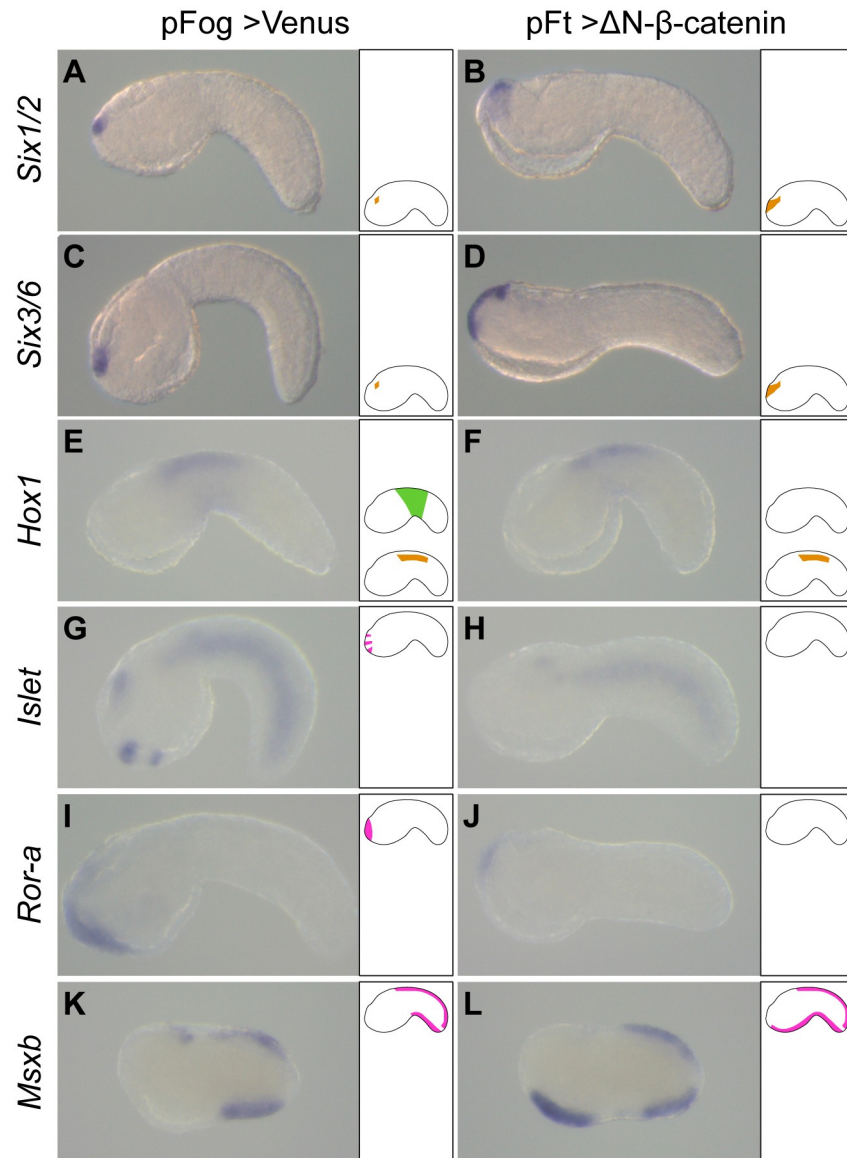 pFog >Venus
pFt >ΔN-β-catenin
Six1/2
A
B
Six3/6
C
D
Hox1
E
F
Islet
G
H
Ror-a
I
J
Msxb
K
L